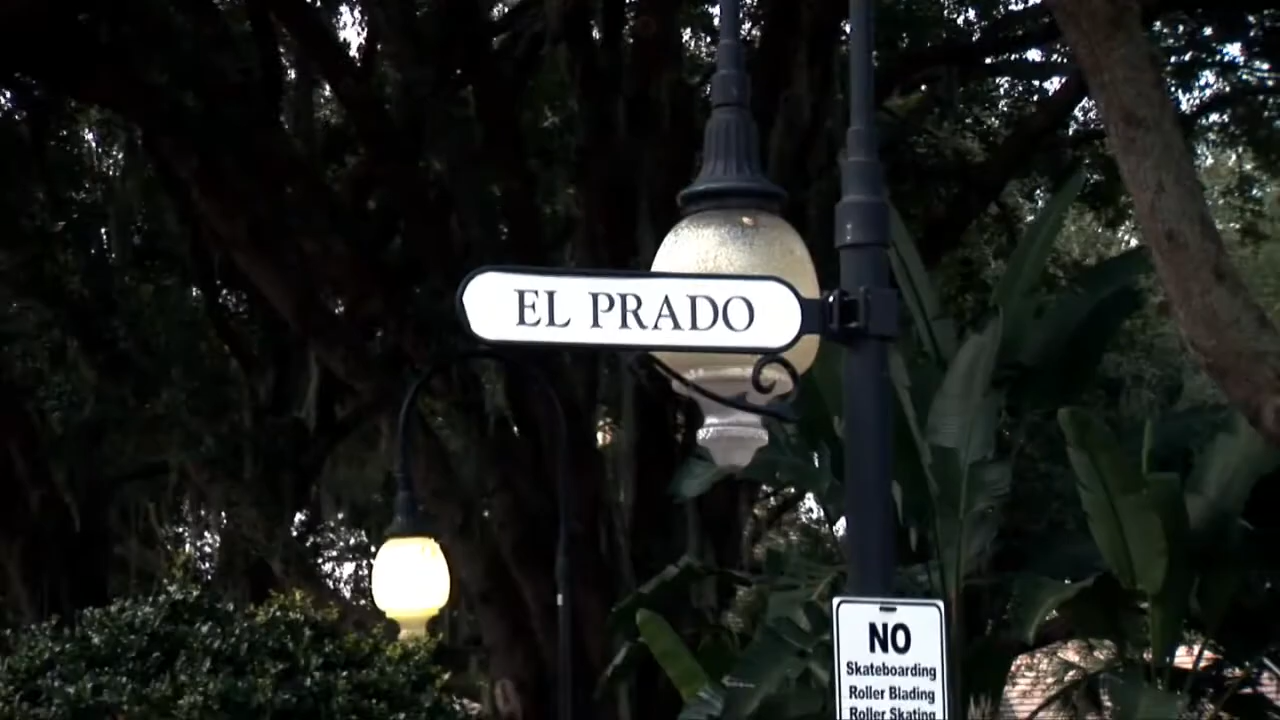 EL PRADO
NO
Skateboarding
Roller Blading
Roller Skating